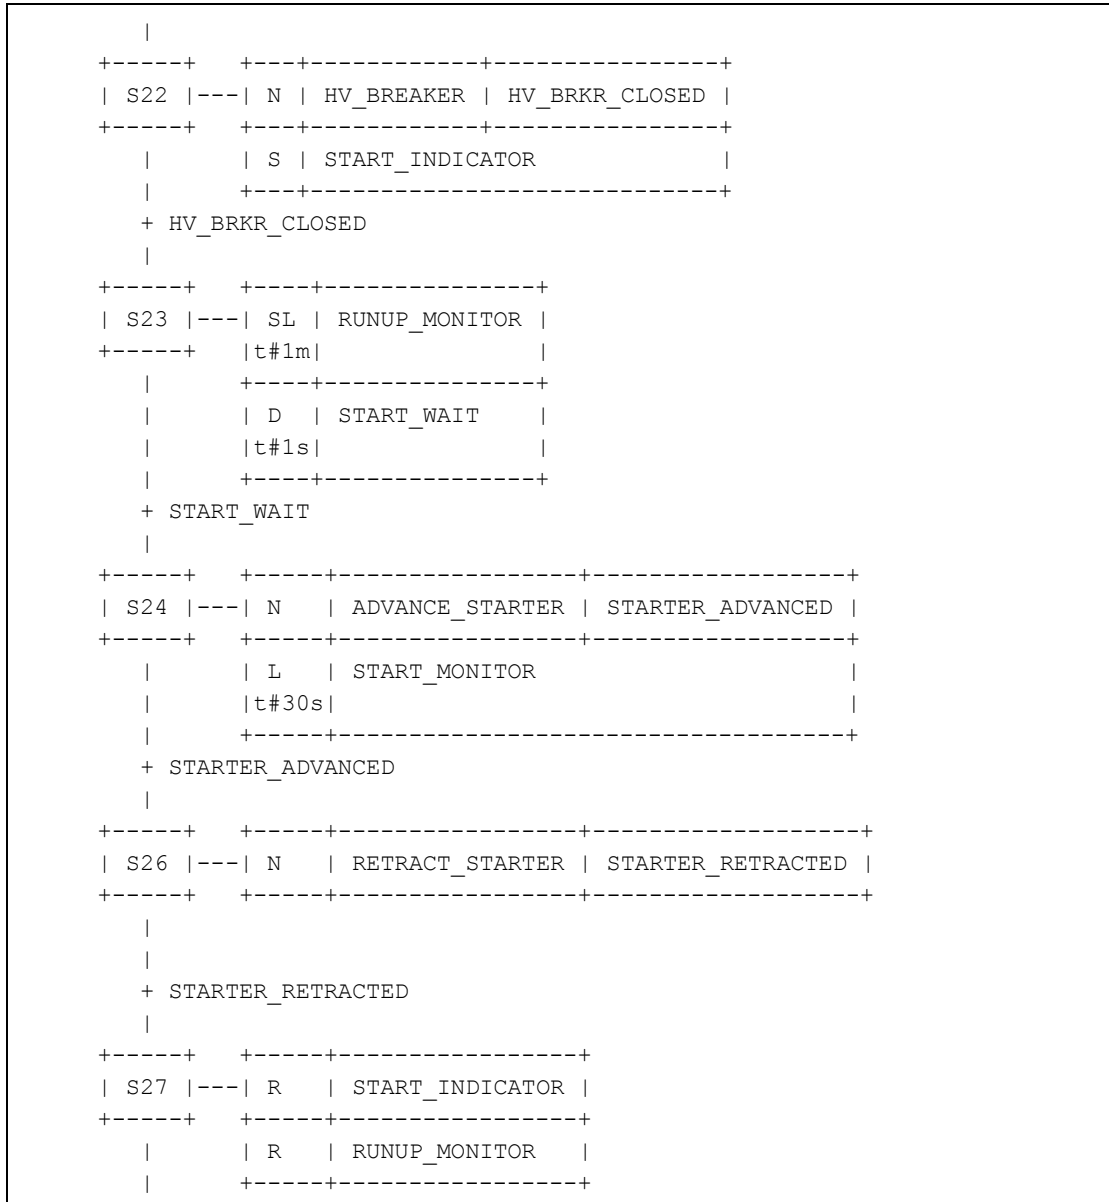 |
+-----+   +---+------------+----------------+
| S22 |---| N | HV_BREAKER | HV_BRKR_CLOSED |
+-----+   +---+------------+----------------+
   |      | S | START_INDICATOR             |
   |      +---+-----------------------------+
   + HV_BRKR_CLOSED
   |
+-----+   +----+---------------+
| S23 |---| SL | RUNUP_MONITOR |
+-----+   |t#1m|               |
   |      +----+---------------+
   |      | D  | START_WAIT    |
   |      |t#1s|               |
   |      +----+---------------+
   + START_WAIT
   |
+-----+   +-----+-----------------+------------------+
| S24 |---| N   | ADVANCE_STARTER | STARTER_ADVANCED |
+-----+   +-----+-----------------+------------------+
   |      | L   | START_MONITOR                      |
   |      |t#30s|                                    |
   |      +-----+------------------------------------+
   + STARTER_ADVANCED
   |
+-----+   +-----+-----------------+-------------------+
| S26 |---| N   | RETRACT_STARTER | STARTER_RETRACTED |
+-----+   +-----+-----------------+-------------------+
   |
   |
   + STARTER_RETRACTED
   |
+-----+   +-----+-----------------+
| S27 |---| R   | START_INDICATOR |
+-----+   +-----+-----------------+
   |      | R   | RUNUP_MONITOR   |
   |      +-----+-----------------+